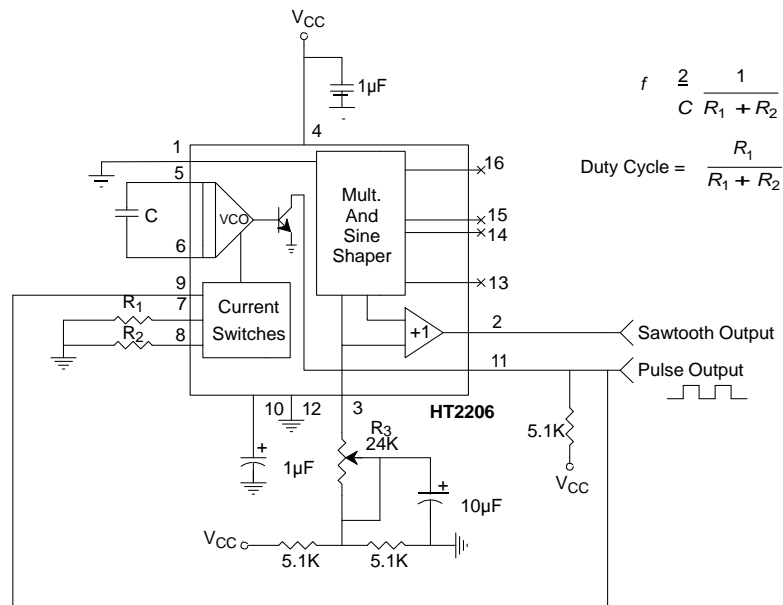 VCC
1µF
4
f 2/C 1/(R1 + R2)
Duty Cycle = R1/(R1 + R2)
1
5
VCO
C
6
Mult.
And
Sine
Shaper
16
15
14
13
9
R1
7
Current
Switches
R2
8
+1
2
Sawtooth Output
11
Pulse Output
10
12
3
HT2206
1µF
+
R3
24K
+
10µF
5.1K
VCC
VCC
5.1K
5.1K